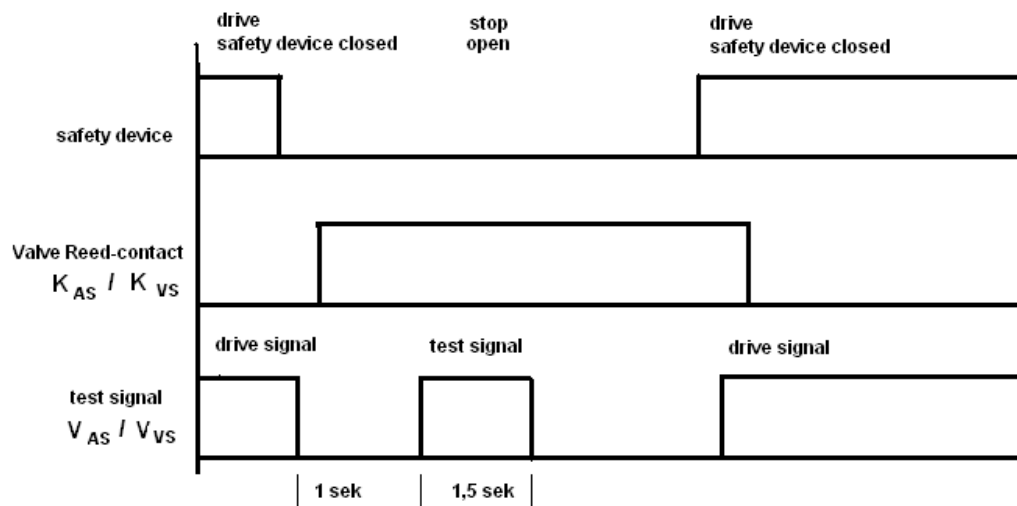 drive
safety device closed
stop
open
drive
safety device closed
safety device
Valve Reed-contact
K AS / K VS
drive signal
test signal
drive signal
test signal
V AS / V VS
1 sek
1,5 sek